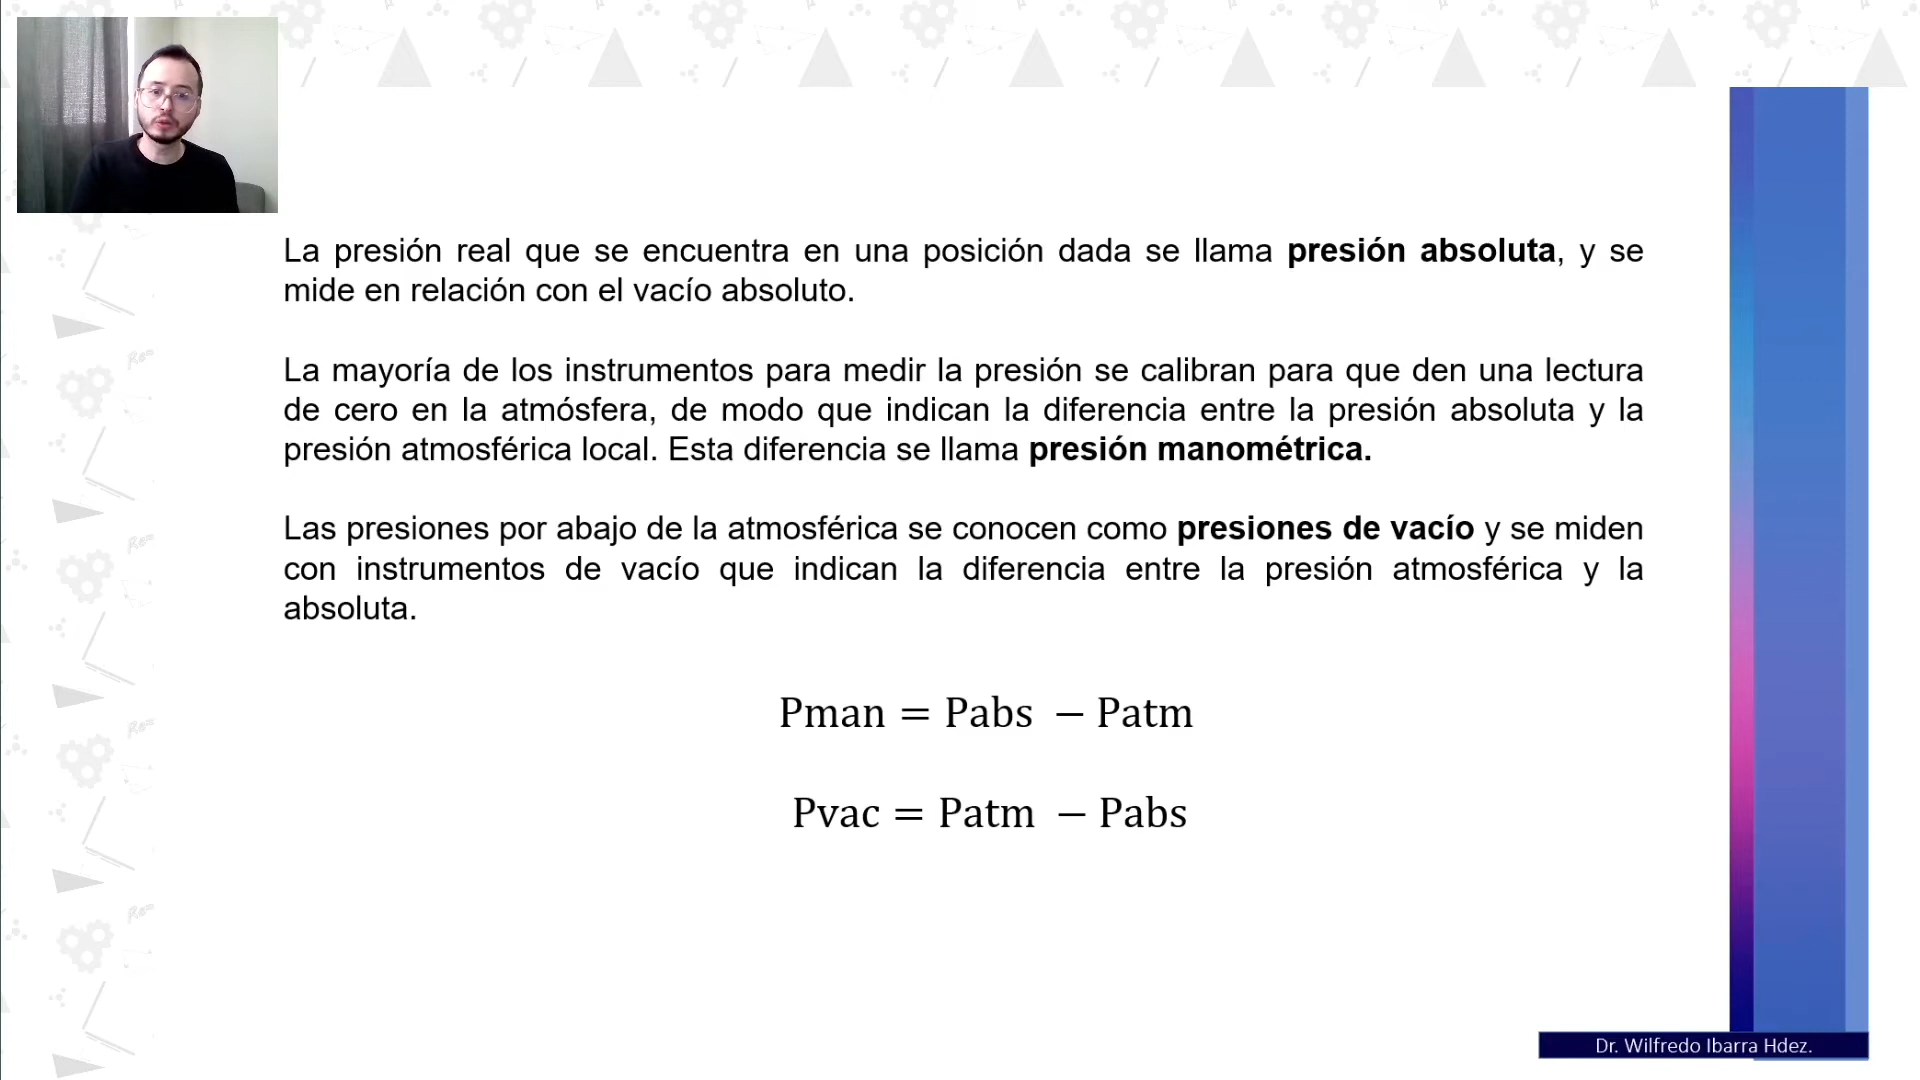 La presión real que se encuentra en una posición dada se llama presión absoluta, y se
mide en relación con el vacío absoluto.
La mayoría de los instrumentos para medir la presión se calibran para que den una lectura
de cero en la atmósfera, de modo que indican la diferencia entre la presión absoluta y la
presión atmosférica local. Esta diferencia se llama presión manométrica.
Las presiones por abajo de la atmosférica se conocen como presiones de vacío y se miden
con instrumentos de vacío que indican la diferencia entre la presión atmosférica y la
absoluta.
Pman = Pabs − Patm
Pvac = Patm − Pabs
Dr. Wilfredo Ibarra Hdez.